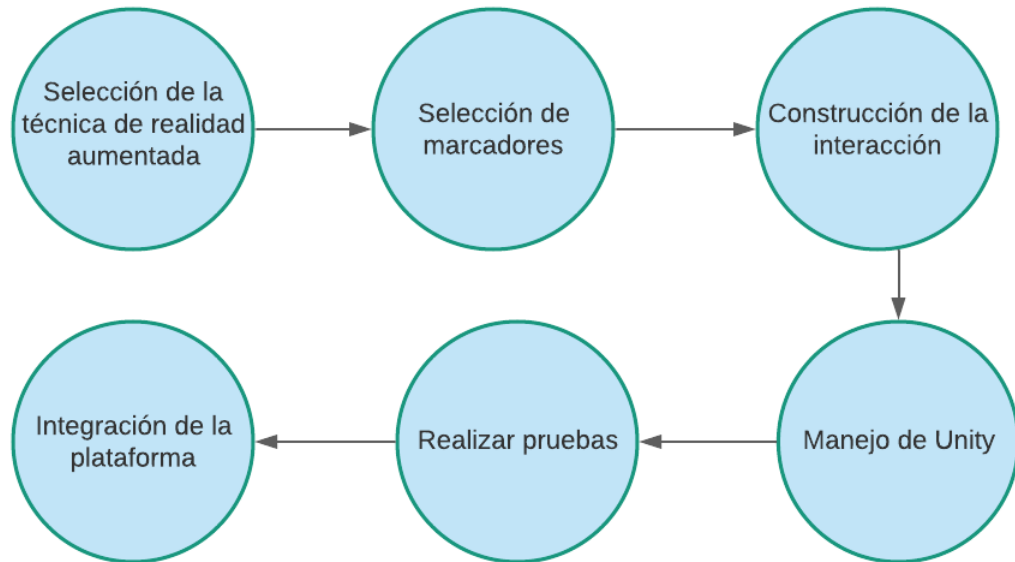 Selección de la
técnica de realidad
aumentada
Selección de
marcadores
Construcción de la
interacción
Manejo de Unity
Realizar pruebas
Integración de la
plataforma